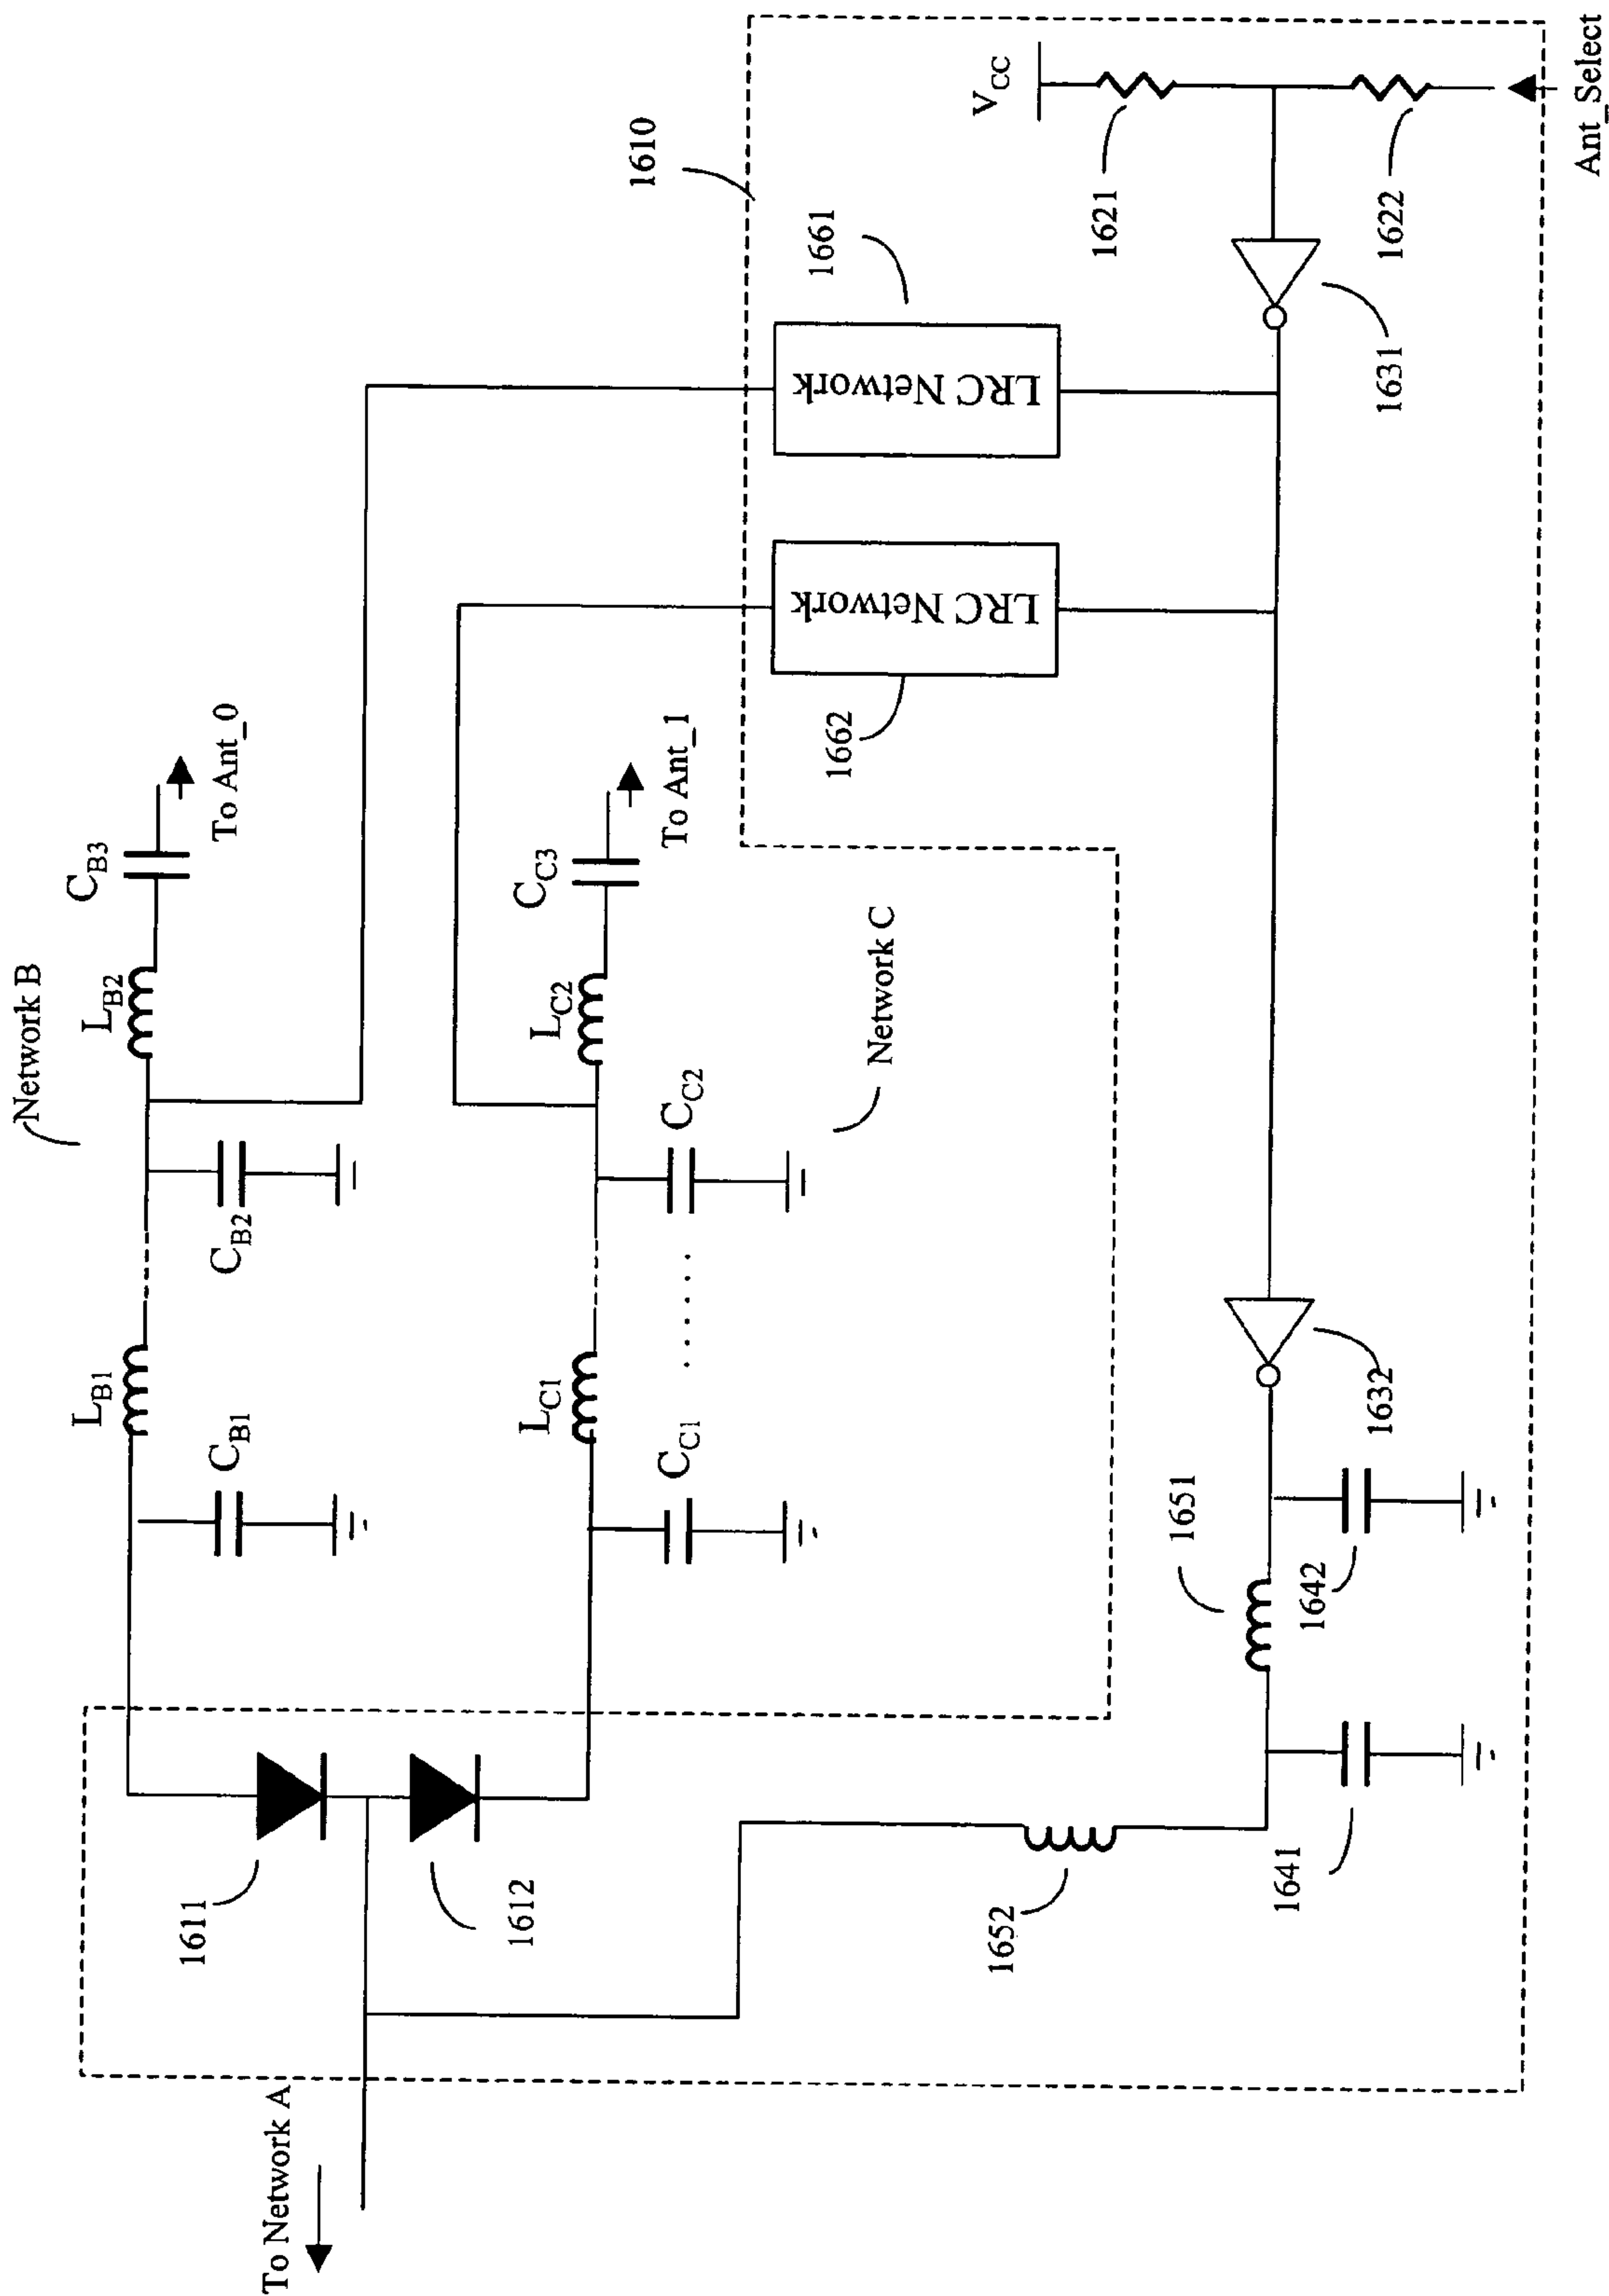 Network B
L_B1
L_B2
C_B3
C_B1
C_B2
To Ant_0
L_C1
L_C2
C_C3
C_C1
. . . . . .
C_C2
To Ant_1
Network C
To Network A
1611
1612
1610
1661
LRC Network
1662
LRC Network
V_CC
1621
1622
Ant_Select
1631
1632
1651
1642
1652
1641